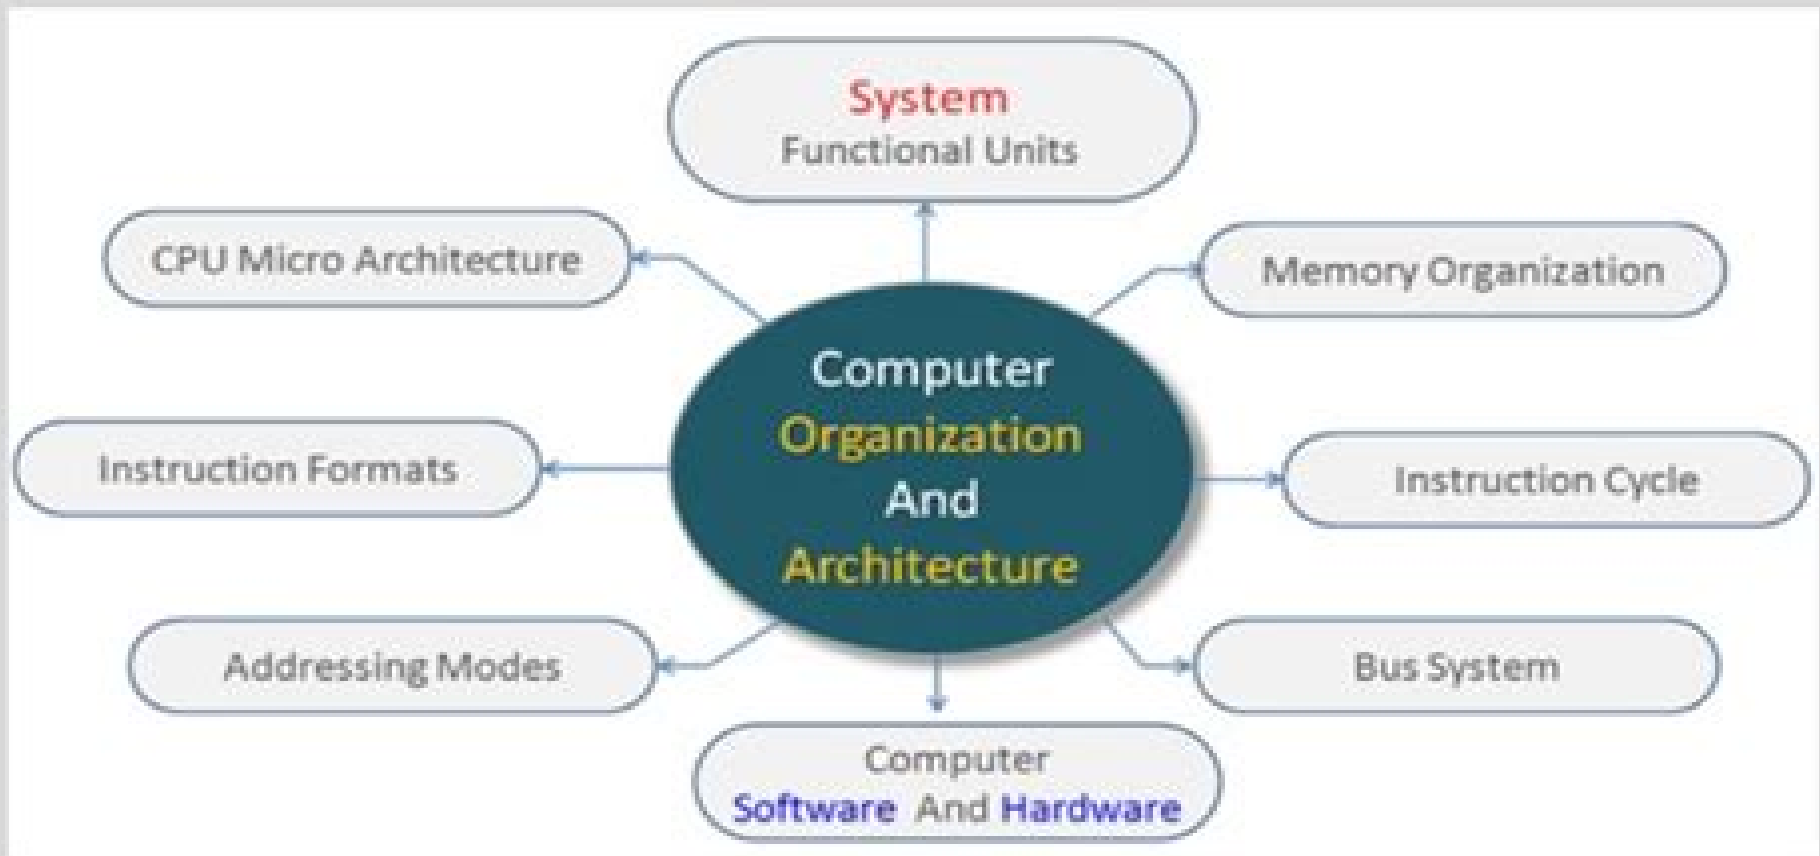 System
Functional Units
CPU Micro Architecture
Memory Organization
Computer
Organization
And
Architecture
Instruction Formats
Instruction Cycle
Addressing Modes
Bus System
Computer
Software And Hardware